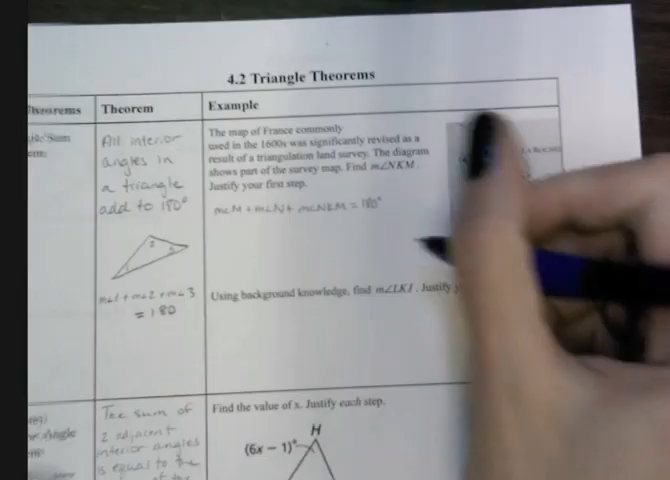 4.2 Triangle Theorems
Theorems Theorem Example
All interior
angles in
a triangle
add to 180°
2
1 3
m∠1 + m∠2 + m∠3
= 180
The map of France commonly
used in the 1600s was significantly revised as a
result of a triangulation land survey. The diagram
shows part of the survey map. Find m∠NKM.
Justify your first step.
m∠M + m∠N + m∠NKM = 180°
Using background knowledge, find m∠LKJ. Justify
The sum of
2 adjacent
interior angles
is equal to the
Find the value of x. Justify each step.
H
(6x − 1)°